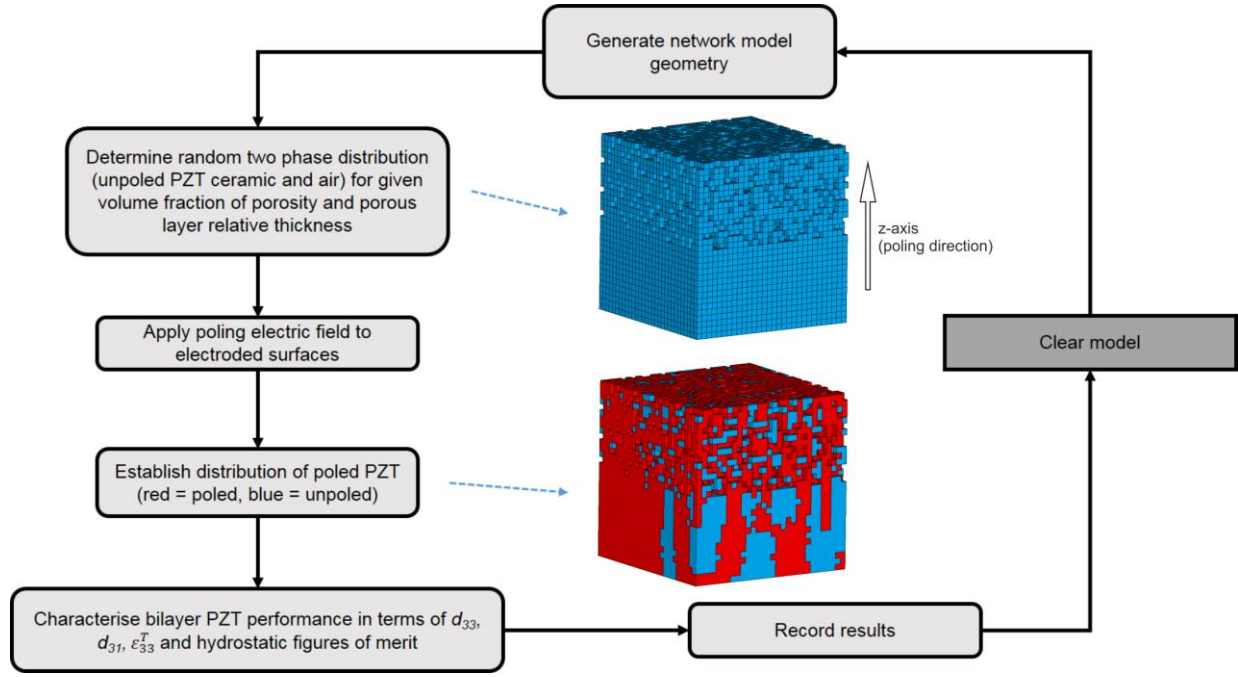 Generate network model
geometry
Determine random two phase distribution
(unpoled PZT ceramic and air) for given
volume fraction of porosity and porous
layer relative thickness
z-axis
(poling direction)
Apply poling electric field to
electroded surfaces
Clear model
Establish distribution of poled PZT
(red = poled, blue = unpoled)
Characterise bilayer PZT performance in terms of d₃₃,
d₃₁, ε₃₃ᵀ and hydrostatic figures of merit
Record results